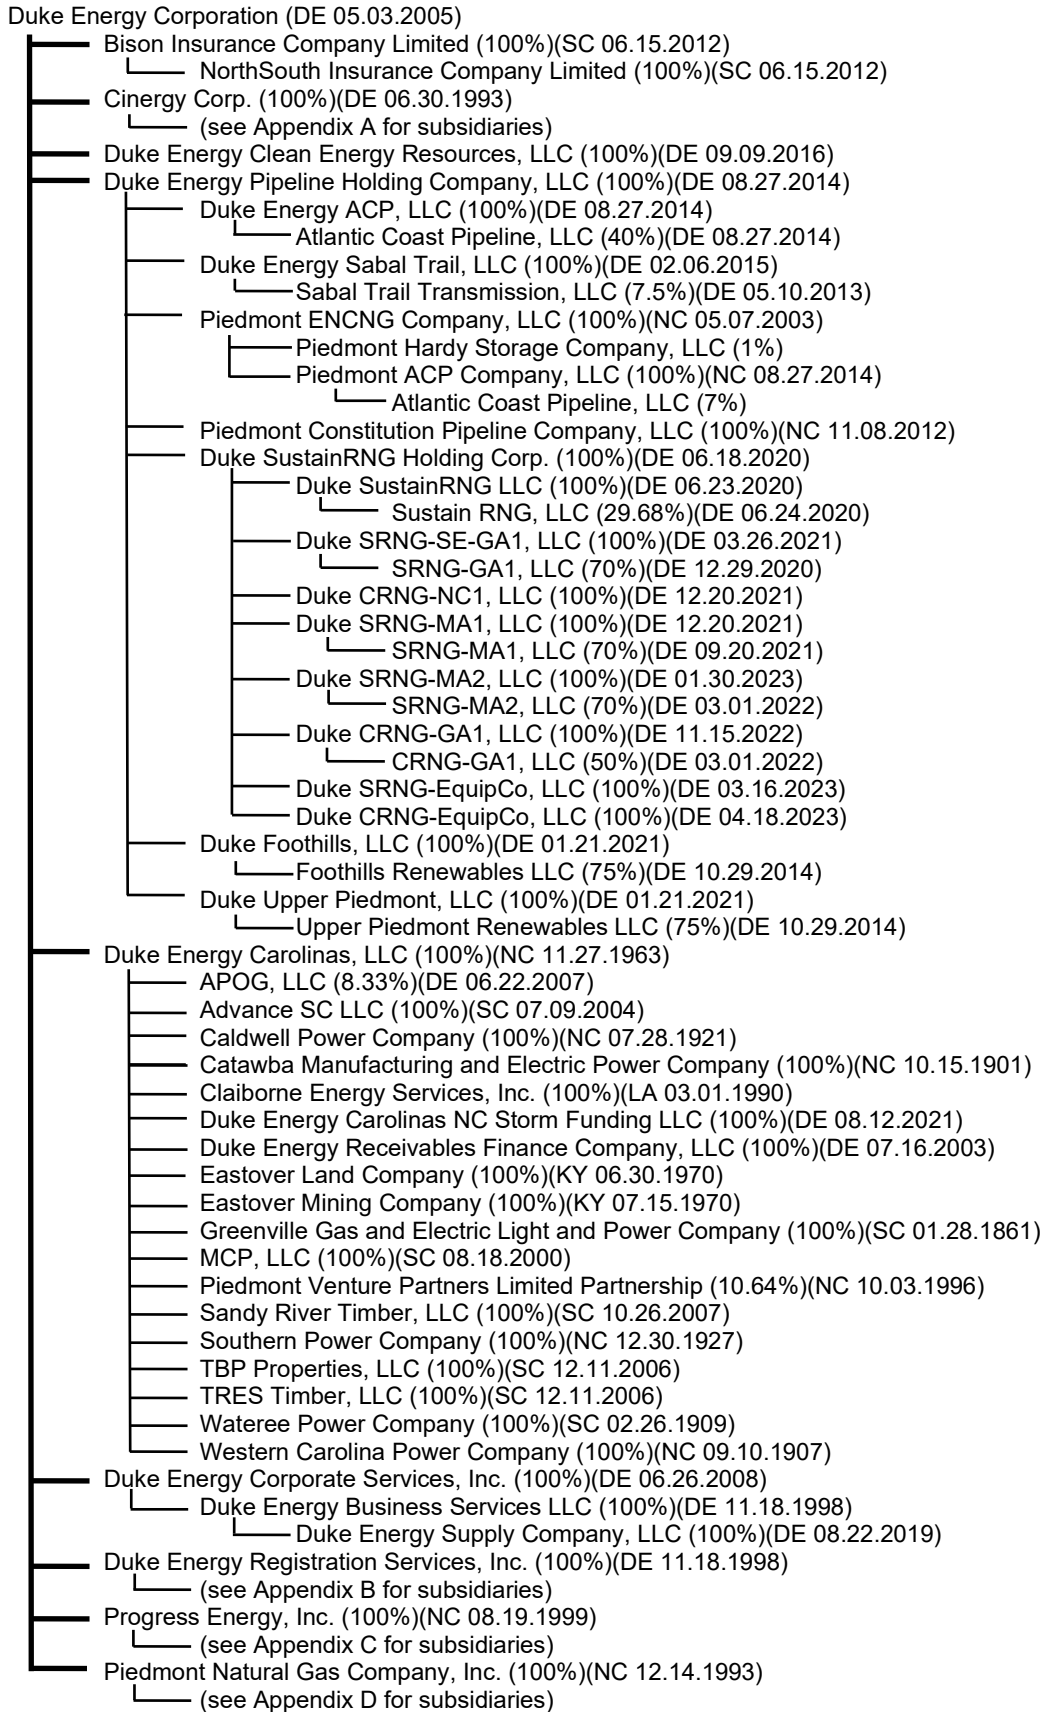 Duke Energy Corporation (DE 05.03.2005)
Bison Insurance Company Limited (100%)(SC 06.15.2012)
NorthSouth Insurance Company Limited (100%)(SC 06.15.2012)
Cinergy Corp. (100%)(DE 06.30.1993)
(see Appendix A for subsidiaries)
Duke Energy Clean Energy Resources, LLC (100%)(DE 09.09.2016)
Duke Energy Pipeline Holding Company, LLC (100%)(DE 08.27.2014)
Duke Energy ACP, LLC (100%)(DE 08.27.2014)
Atlantic Coast Pipeline, LLC (40%)(DE 08.27.2014)
Duke Energy Sabal Trail, LLC (100%)(DE 02.06.2015)
Sabal Trail Transmission, LLC (7.5%)(DE 05.10.2013)
Piedmont ENCNG Company, LLC (100%)(NC 05.07.2003)
Piedmont Hardy Storage Company, LLC (1%)
Piedmont ACP Company, LLC (100%)(NC 08.27.2014)
Atlantic Coast Pipeline, LLC (7%)
Piedmont Constitution Pipeline Company, LLC (100%)(NC 11.08.2012)
Duke SustainRNG Holding Corp. (100%)(DE 06.18.2020)
Duke SustainRNG LLC (100%)(DE 06.23.2020)
Sustain RNG, LLC (29.68%)(DE 06.24.2020)
Duke SRNG-SE-GA1, LLC (100%)(DE 03.26.2021)
SRNG-GA1, LLC (70%)(DE 12.29.2020)
Duke CRNG-NC1, LLC (100%)(DE 12.20.2021)
Duke SRNG-MA1, LLC (100%)(DE 12.20.2021)
SRNG-MA1, LLC (70%)(DE 09.20.2021)
Duke SRNG-MA2, LLC (100%)(DE 01.30.2023)
SRNG-MA2, LLC (70%)(DE 03.01.2022)
Duke CRNG-GA1, LLC (100%)(DE 11.15.2022)
CRNG-GA1, LLC (50%)(DE 03.01.2022)
Duke SRNG-EquipCo, LLC (100%)(DE 03.16.2023)
Duke CRNG-EquipCo, LLC (100%)(DE 04.18.2023)
Duke Foothills, LLC (100%)(DE 01.21.2021)
Foothills Renewables LLC (75%)(DE 10.29.2014)
Duke Upper Piedmont, LLC (100%)(DE 01.21.2021)
Upper Piedmont Renewables LLC (75%)(DE 10.29.2014)
Duke Energy Carolinas, LLC (100%)(NC 11.27.1963)
APOG, LLC (8.33%)(DE 06.22.2007)
Advance SC LLC (100%)(SC 07.09.2004)
Caldwell Power Company (100%)(NC 07.28.1921)
Catawba Manufacturing and Electric Power Company (100%)(NC 10.15.1901)
Claiborne Energy Services, Inc. (100%)(LA 03.01.1990)
Duke Energy Carolinas NC Storm Funding LLC (100%)(DE 08.12.2021)
Duke Energy Receivables Finance Company, LLC (100%)(DE 07.16.2003)
Eastover Land Company (100%)(KY 06.30.1970)
Eastover Mining Company (100%)(KY 07.15.1970)
Greenville Gas and Electric Light and Power Company (100%)(SC 01.28.1861)
MCP, LLC (100%)(SC 08.18.2000)
Piedmont Venture Partners Limited Partnership (10.64%)(NC 10.03.1996)
Sandy River Timber, LLC (100%)(SC 10.26.2007)
Southern Power Company (100%)(NC 12.30.1927)
TBP Properties, LLC (100%)(SC 12.11.2006)
TRES Timber, LLC (100%)(SC 12.11.2006)
Wateree Power Company (100%)(SC 02.26.1909)
Western Carolina Power Company (100%)(NC 09.10.1907)
Duke Energy Corporate Services, Inc. (100%)(DE 06.26.2008)
Duke Energy Business Services LLC (100%)(DE 11.18.1998)
Duke Energy Supply Company, LLC (100%)(DE 08.22.2019)
Duke Energy Registration Services, Inc. (100%)(DE 11.18.1998)
(see Appendix B for subsidiaries)
Progress Energy, Inc. (100%)(NC 08.19.1999)
(see Appendix C for subsidiaries)
Piedmont Natural Gas Company, Inc. (100%)(NC 12.14.1993)
(see Appendix D for subsidiaries)